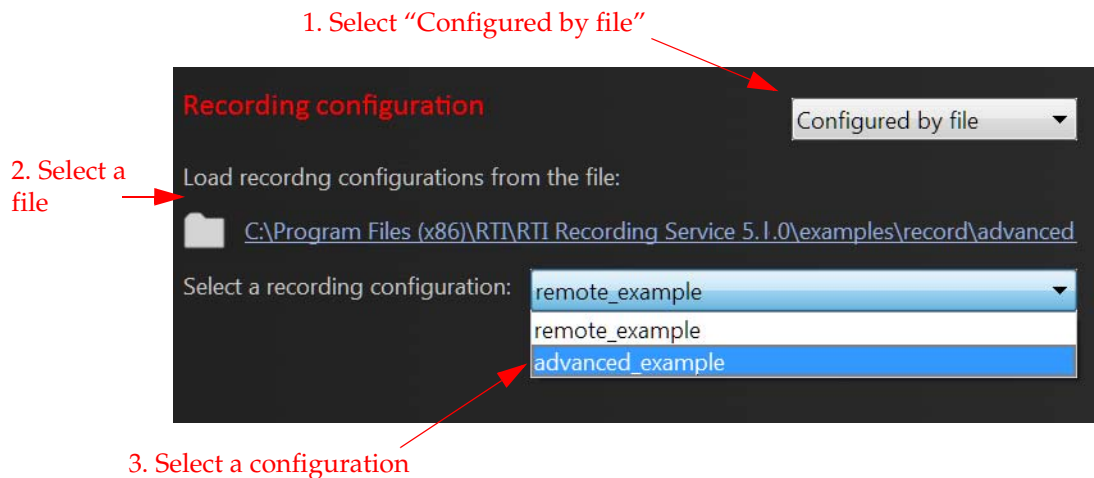 1. Select “Configured by file”
Recording configuration
Configured by file
2. Select a
file
Load recordng configurations from the file:
C:\Program Files (x86)\RTI\RTI Recording Service 5.1.0\examples\record\advanced
Select a recording configuration:
remote_example
remote_example
advanced_example
3. Select a configuration